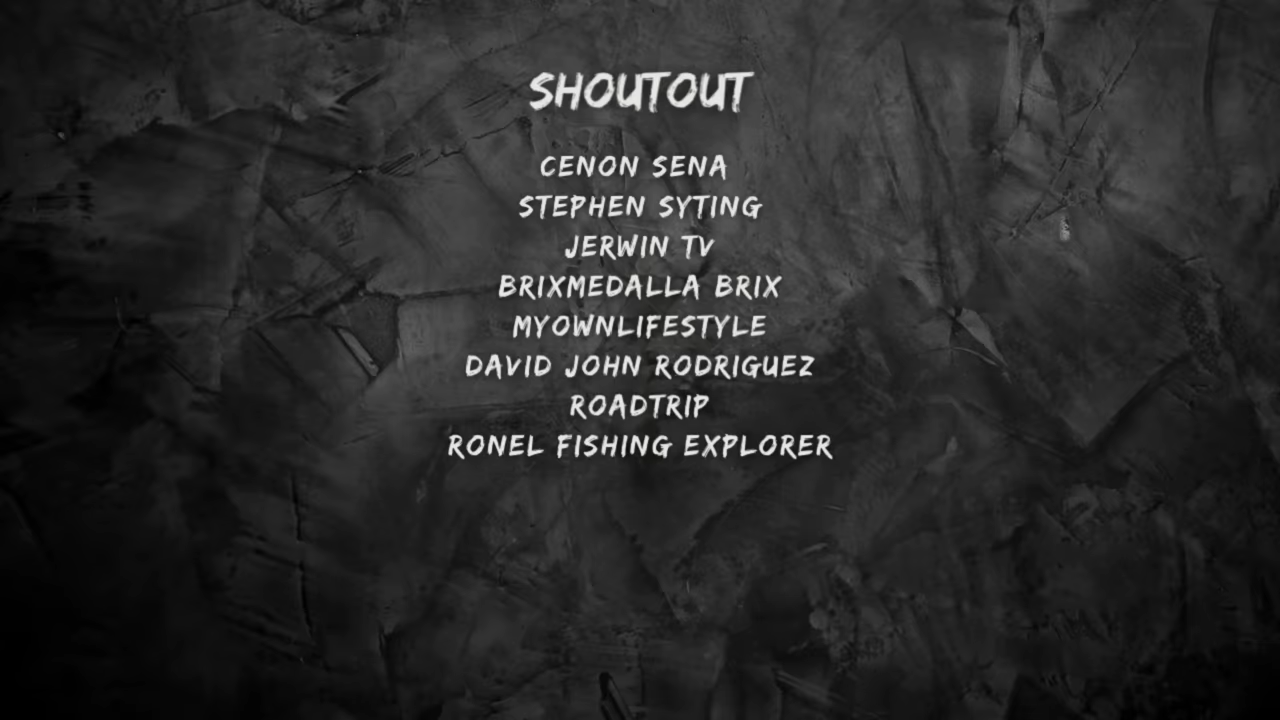 SHOUTOUT
CENON SENA
STEPHEN SYTING
JERWIN TV
BRIXMEDALLA BRIX
MYOWNLIFESTYLE
DAVID JOHN RODRIGUEZ
ROADTRIP
RONEL FISHING EXPLORER